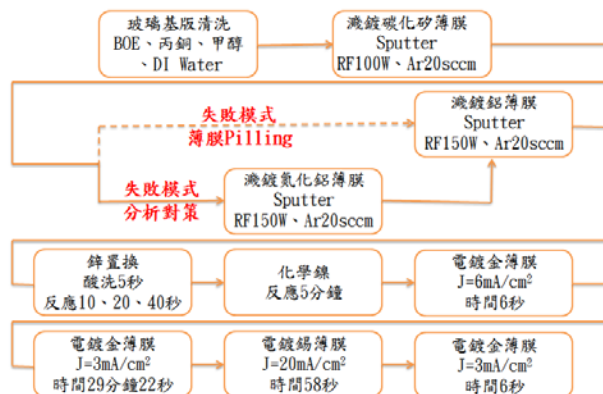 玻璃基版清洗
BOE、丙銅、甲醇
、DI Water
濺鍍碳化矽薄膜
Sputter
RF100W、Ar20sccm
失敗模式
薄膜Pilling
濺鍍鋁薄膜
Sputter
RF150W、Ar20sccm
失敗模式
分析對策
濺鍍氮化鋁薄膜
Sputter
RF150W、Ar20sccm
鋅置換
酸洗5秒
反應10、20、40秒
化學鎳
反應5分鐘
電鍍金薄膜
J=6mA/cm²
時間6秒
電鍍金薄膜
J=3mA/cm²
時間29分鐘22秒
電鍍錫薄膜
J=20mA/cm²
時間58秒
電鍍金薄膜
J=3mA/cm²
時間6秒